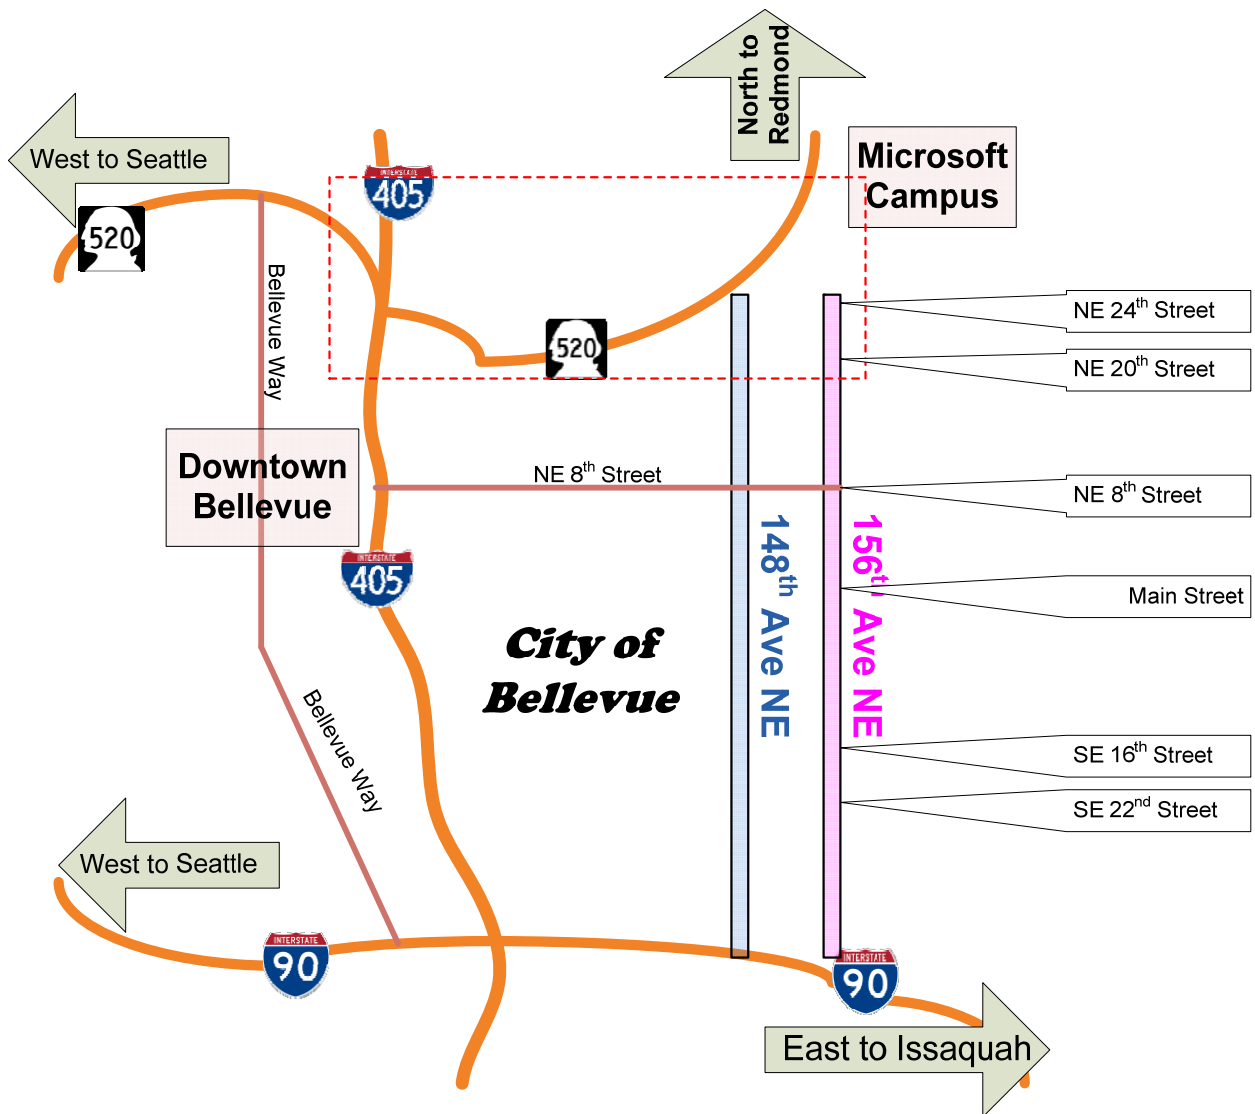 North to
Redmond
West to Seattle
Microsoft
Campus
INTERSTATE
405
520
Bellevue Way
NE 24th Street
520
NE 20th Street
Downtown
Bellevue
NE 8th Street
NE 8th Street
148th Ave NE
156th Ave NE
INTERSTATE
405
Main Street
City of
Bellevue
Bellevue Way
SE 16th Street
SE 22nd Street
West to Seattle
INTERSTATE
90
INTERSTATE
90
East to Issaquah